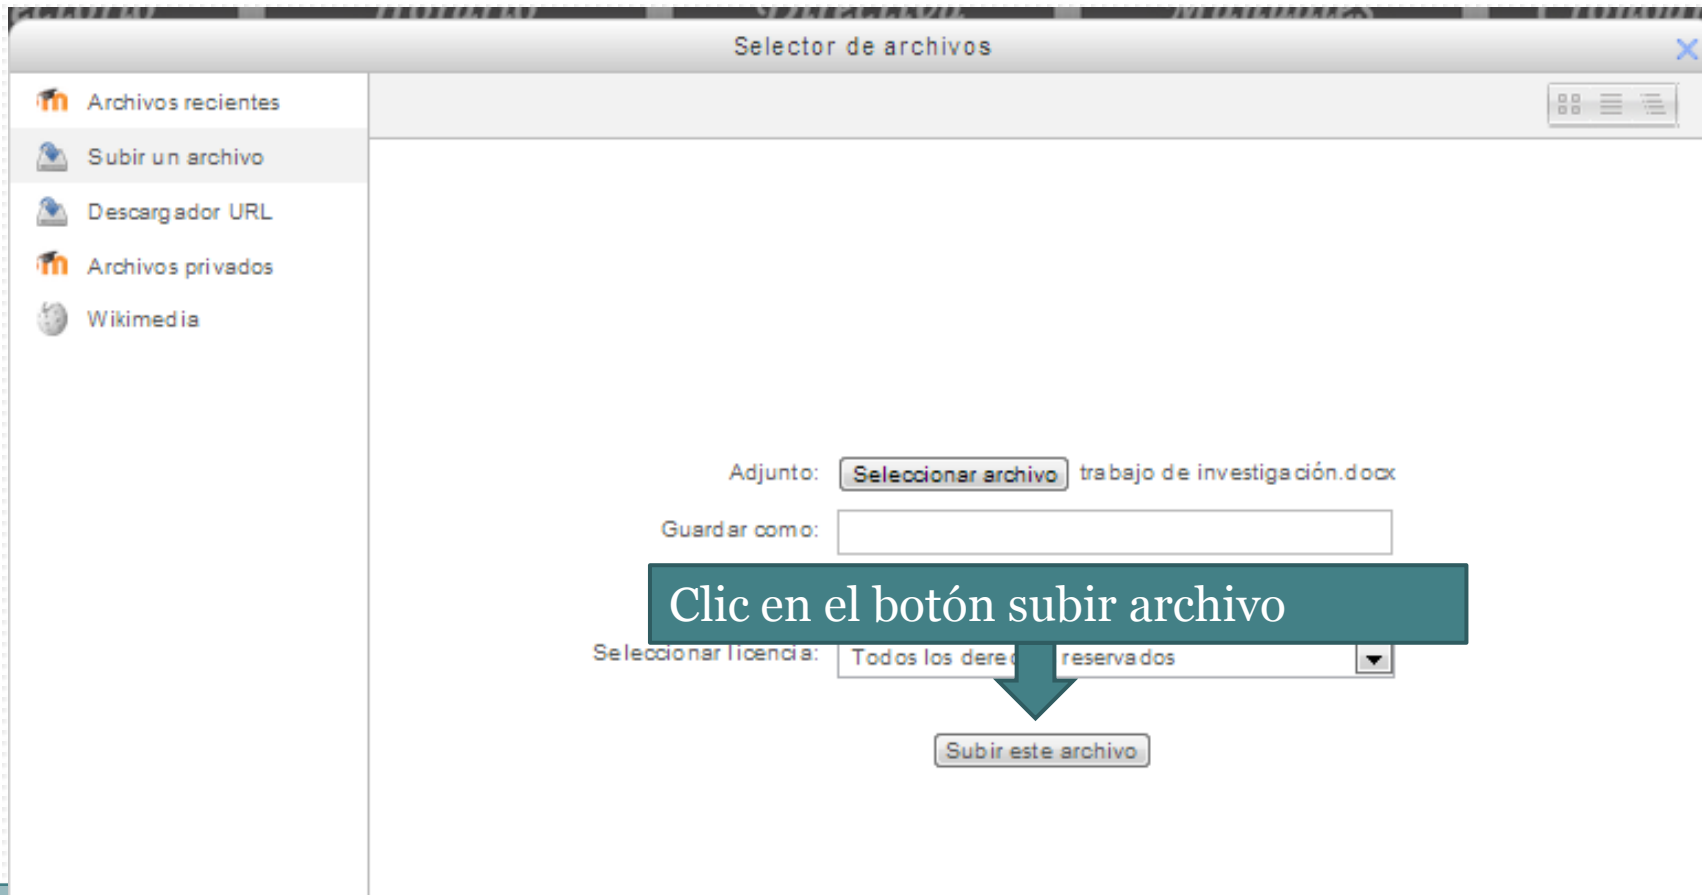 Selector de archivos
Archivos recientes
Subir un archivo
Descargador URL
Archivos privados
Wikimedia
Adjunto: Seleccionar archivo trabajo de investigación.docx
Guardar como:
Clic en el botón subir archivo
Seleccionar licencia: Todos los reservados
Subir este archivo